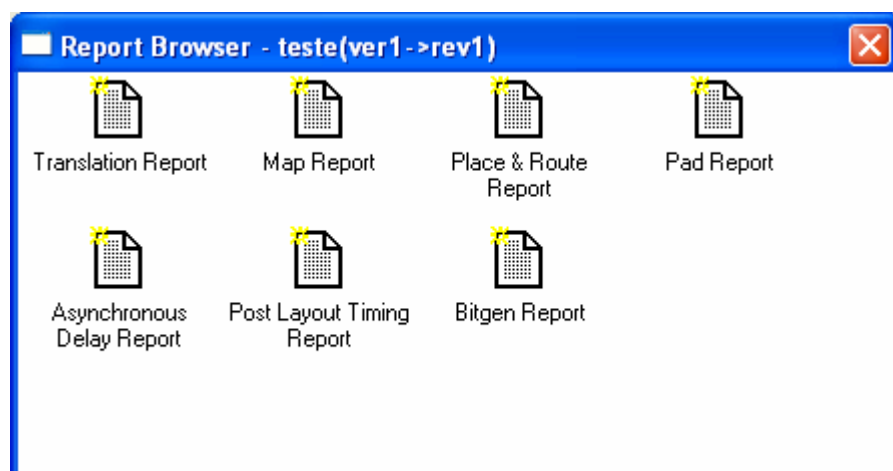 Report Browser - teste(ver1->rev1)
Translation Report
Map Report
Place & Route
Report
Pad Report
Asynchronous
Delay Report
Post Layout Timing
Report
Bitgen Report